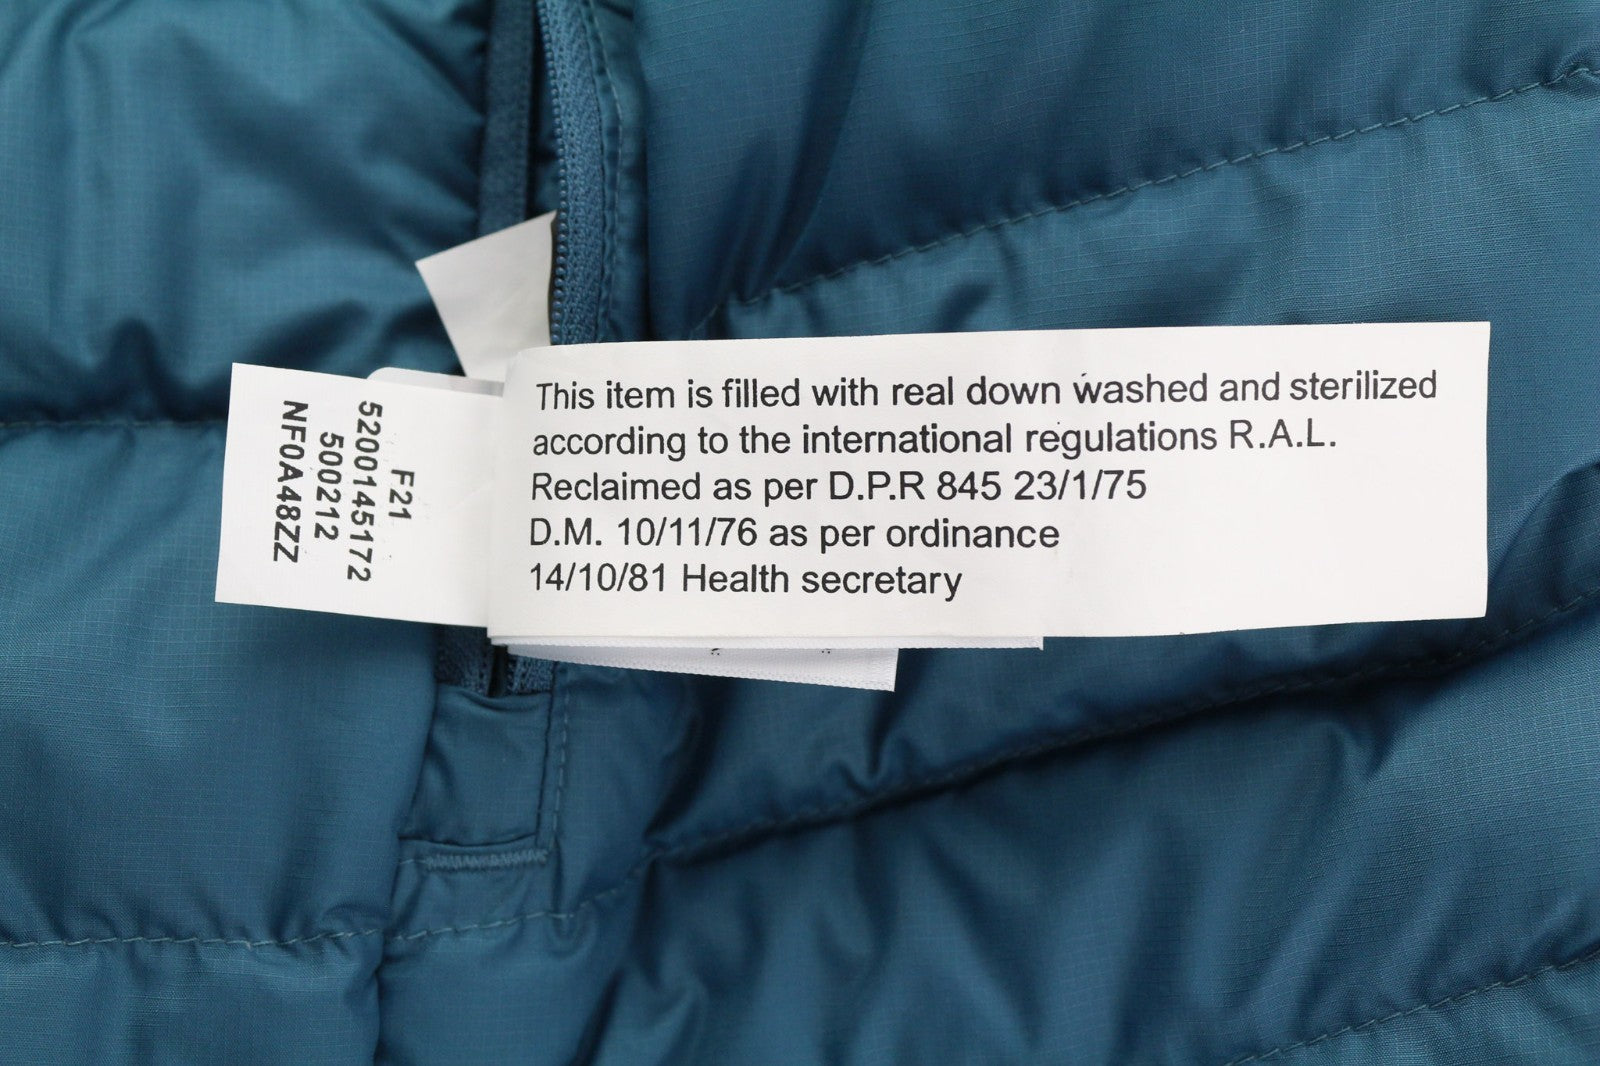 F21
5200145172
500212
NF0A48ZZ
This item is filled with real down washed and sterilized
according to the international regulations R.A.L.
Reclaimed as per D.P.R 845 23/1/75
D.M. 10/11/76 as per ordinance
14/10/81 Health secretary